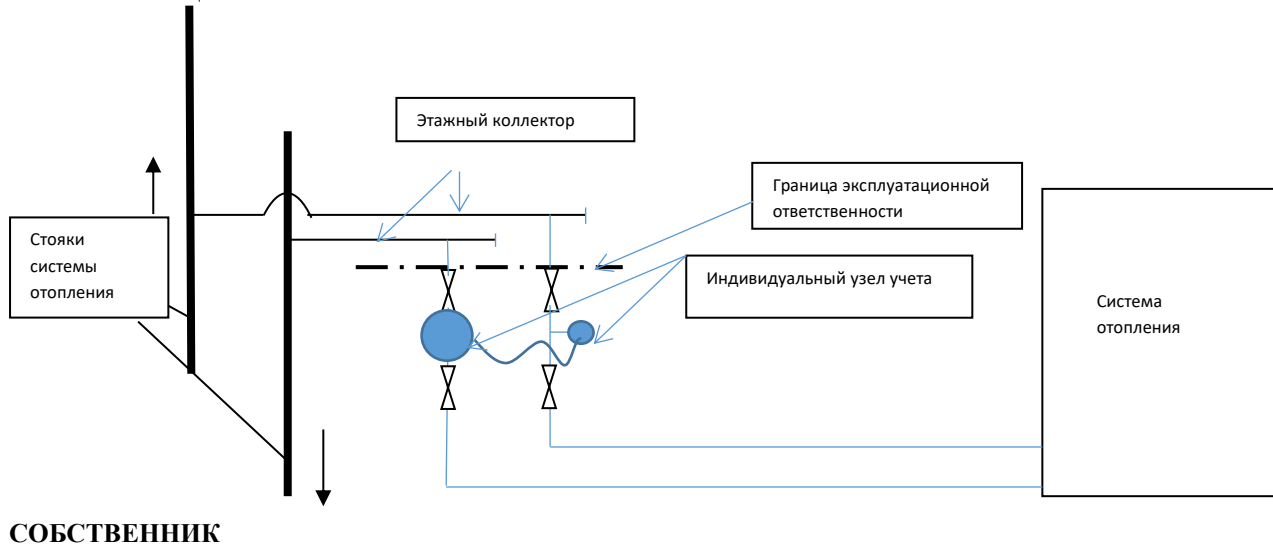 Этажный коллектор
Граница эксплуатационной
ответственности
Стояки
системы
отопления
Индивидуальный узел учета
Система
отопления
СОБСТВЕННИК